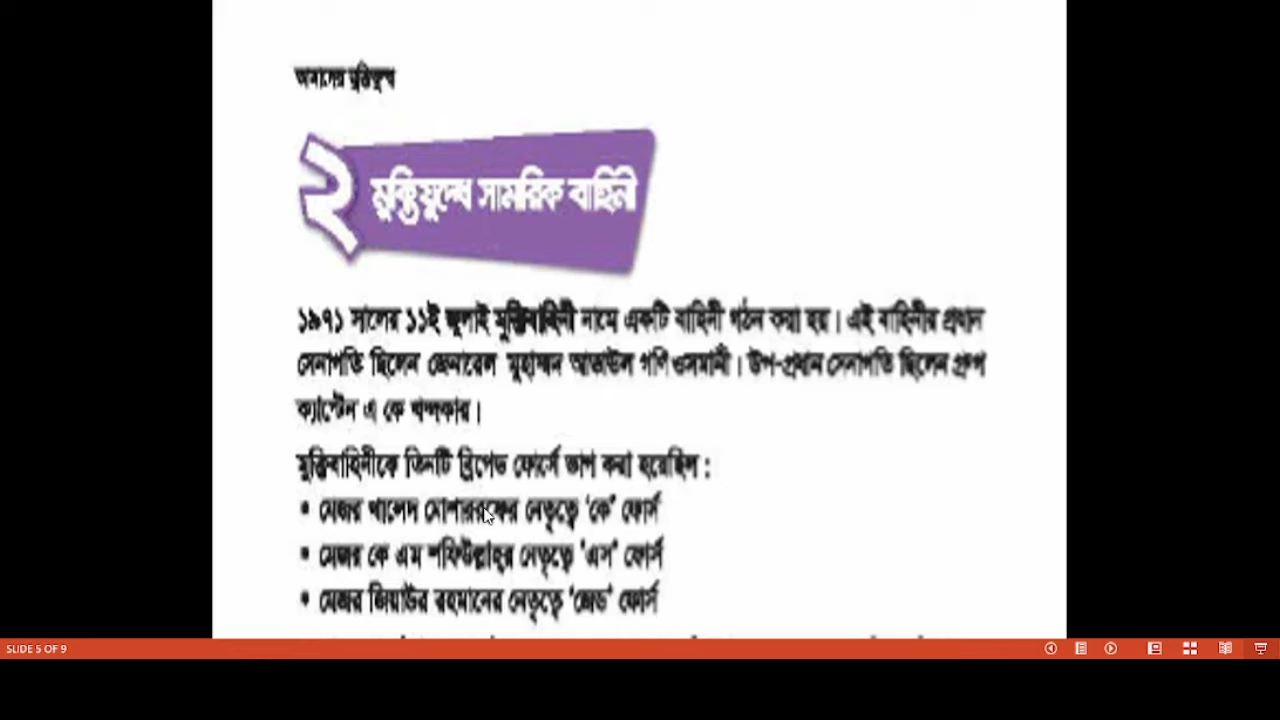 আমাদের মুক্তিযুদ্ধ
২ মুক্তিযুদ্ধে সামরিক বাহিনী
১৯৭১ সালের ১১ই জুলাই মুক্তিবাহিনী নামে একটি বাহিনী গঠন করা হয়। এই বাহিনীর প্রধান
সেনাপতি ছিলেন জেনারেল মুহাম্মদ আতাউল গণি ওসমানী। উপ-প্রধান সেনাপতি ছিলেন গ্রুপ
ক্যাপ্টেন এ কে খন্দকার।
মুক্তিবাহিনীকে তিনটি ব্রিগেড ফোর্সে ভাগ করা হয়েছিল :
• মেজর খালেদ মোশাররফের নেতৃত্বে 'কে' ফোর্স
• মেজর কে এম শফিউল্লাহর নেতৃত্বে 'এস' ফোর্স
• মেজর জিয়াউর রহমানের নেতৃত্বে 'জেড' ফোর্স
SLIDE 5 OF 9